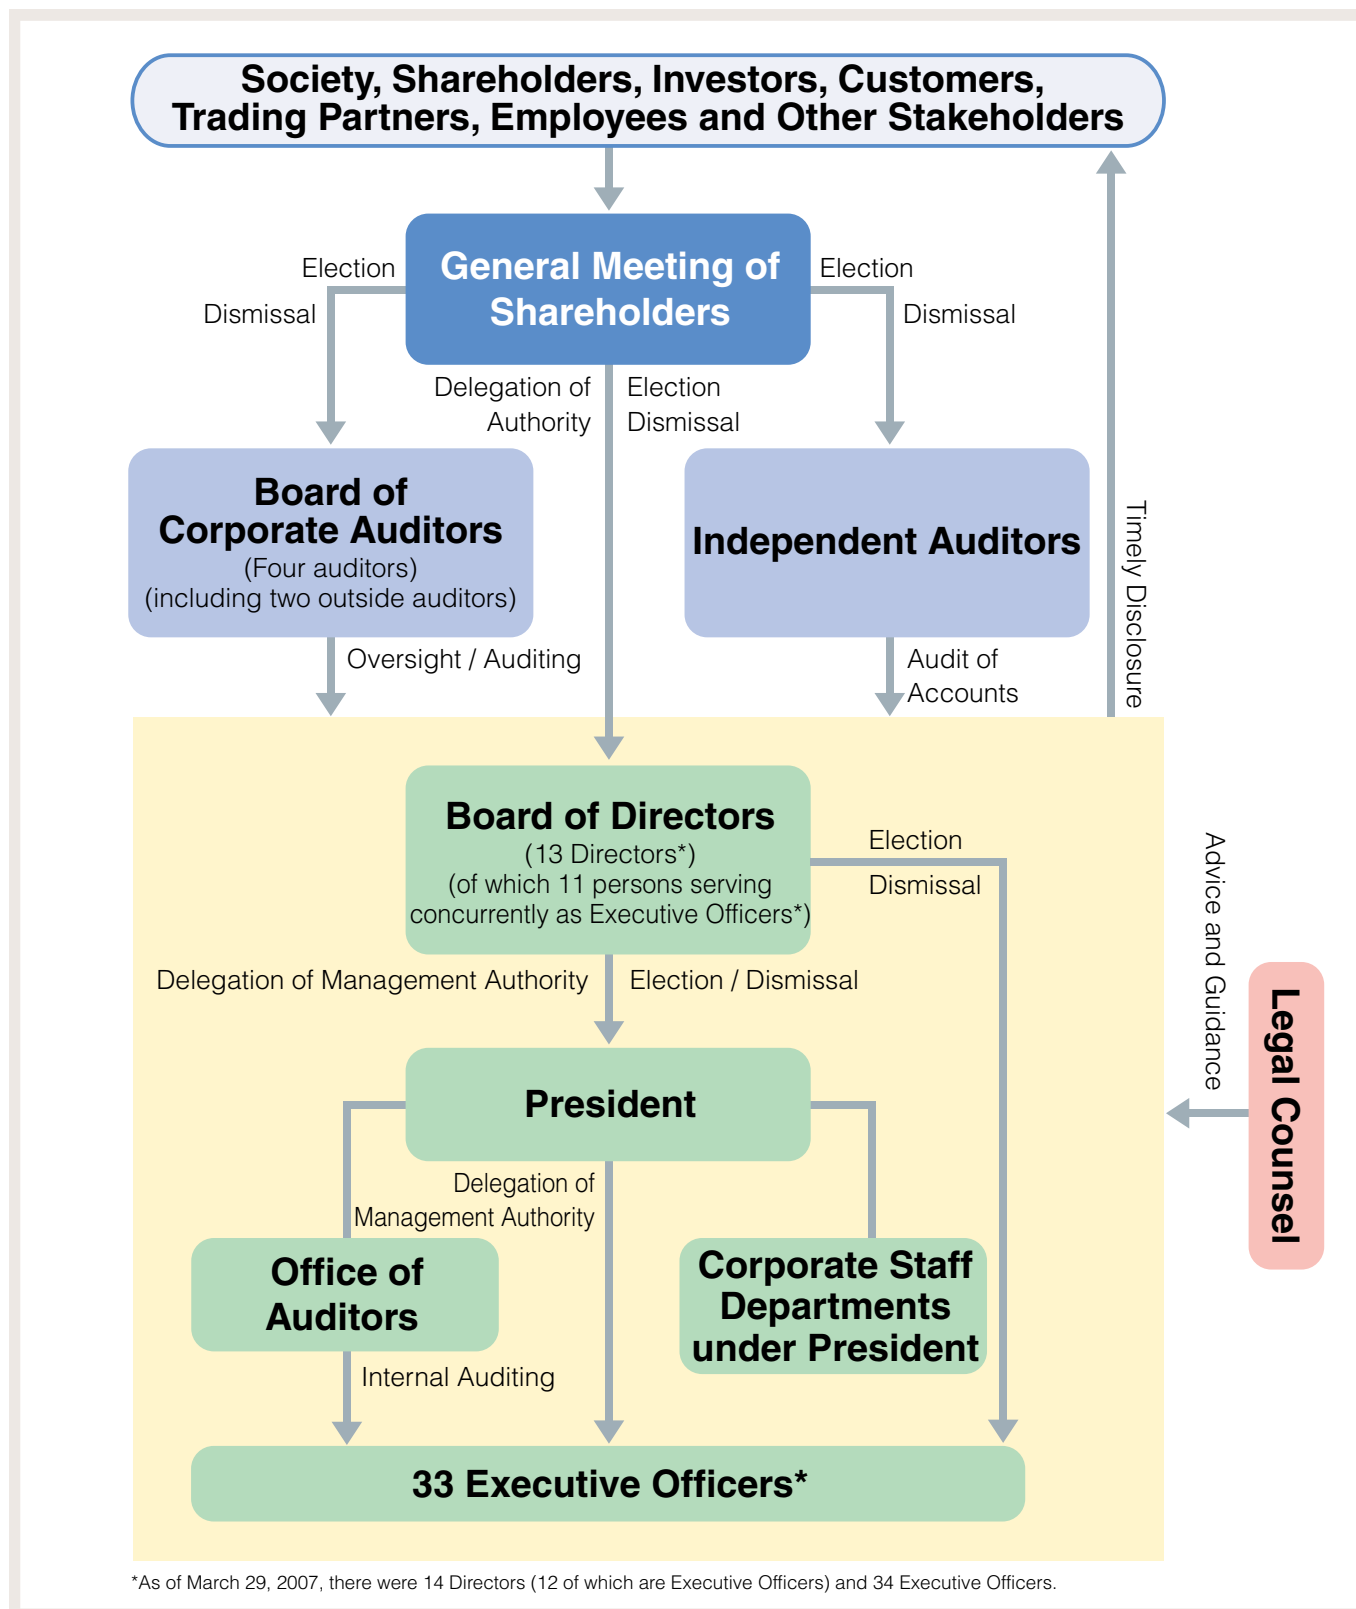 Society, Shareholders, Investors, Customers,
Trading Partners, Employees and Other Stakeholders
General Meeting of
Shareholders
Election
Dismissal
Election
Dismissal
Delegation of
Authority
Election
Dismissal
Board of
Corporate Auditors
(Four auditors)
(including two outside auditors)
Independent Auditors
Timely Disclosure
Oversight / Auditing
Audit of
Accounts
Board of Directors
(13 Directors*)
(of which 11 persons serving
concurrently as Executive Officers*)
Election
Dismissal
Advice and Guidance
Legal Counsel
Delegation of Management Authority
Election / Dismissal
President
Delegation of
Management Authority
Office of
Auditors
Corporate Staff
Departments
under President
Internal Auditing
33 Executive Officers*
*As of March 29, 2007, there were 14 Directors (12 of which are Executive Officers) and 34 Executive Officers.